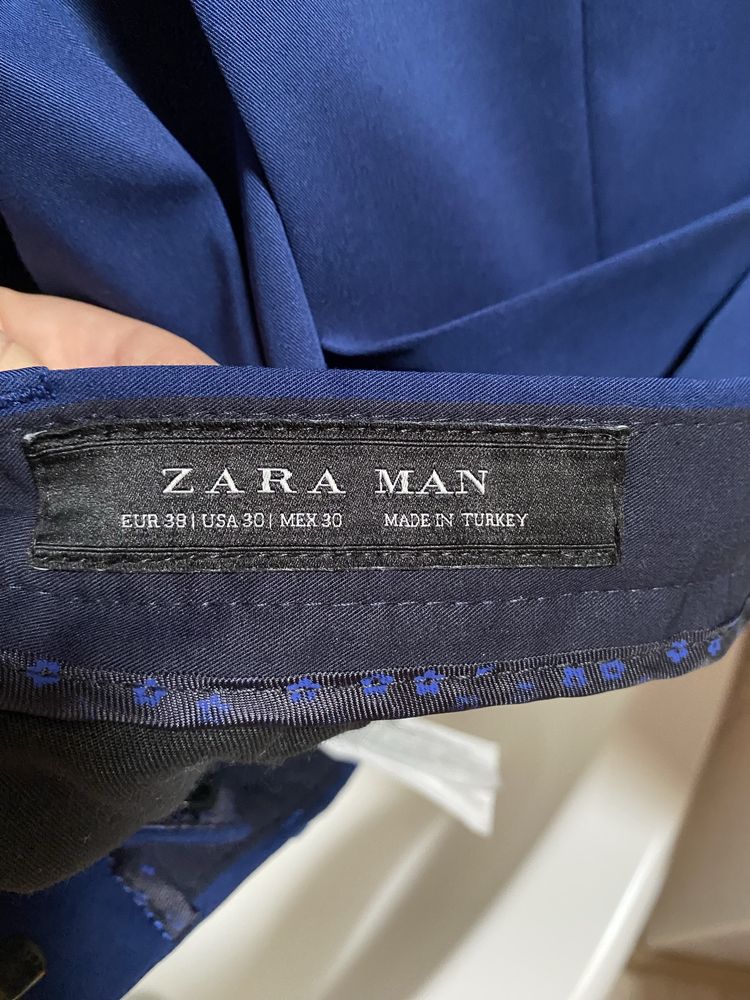 ZARA MAN
EUR 38 | USA 30 | MEX 30 MADE IN TURKEY